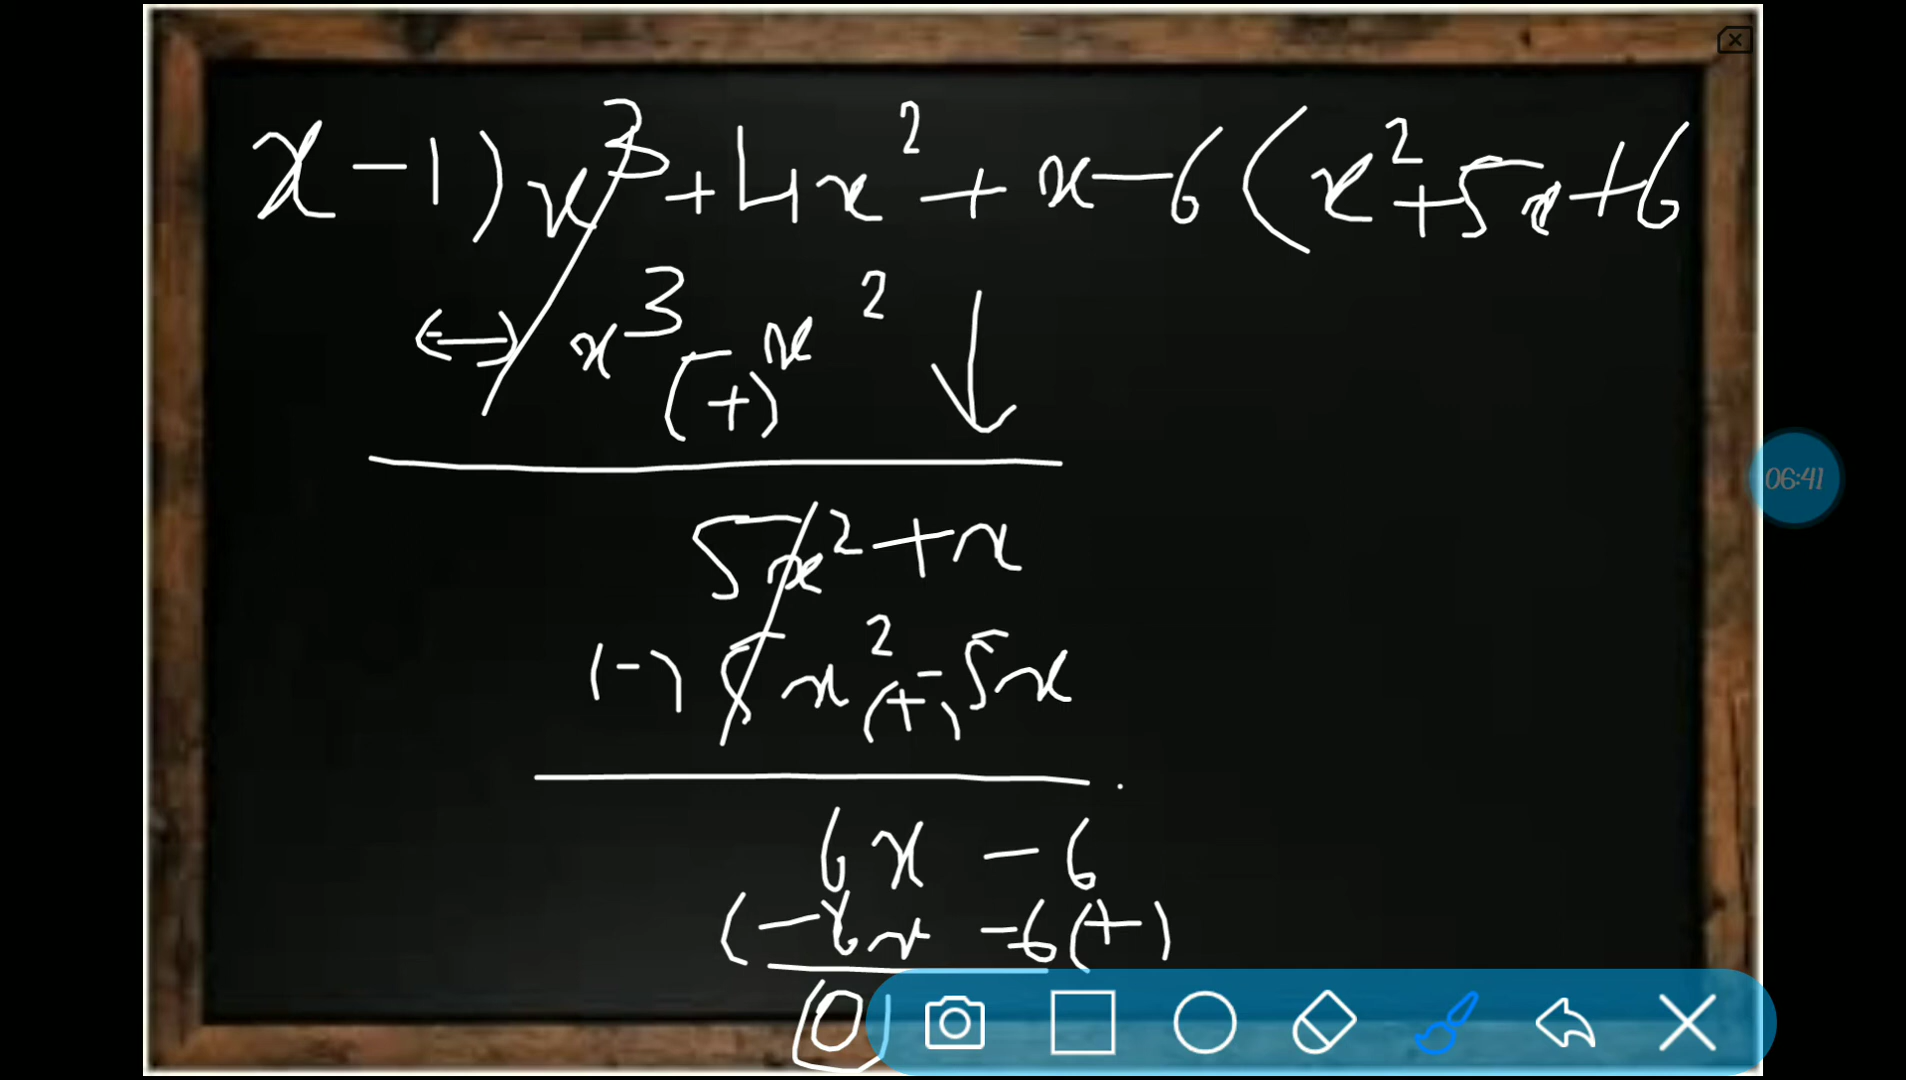 x - 1) x³ + 4x² + x - 6 (x² + 5x + 6
(-) x³ - x²
(+)
06:41
5x² + x
(-) 5x² - 5x
(+)
6x - 6
(- 6x - 6 (+)
0